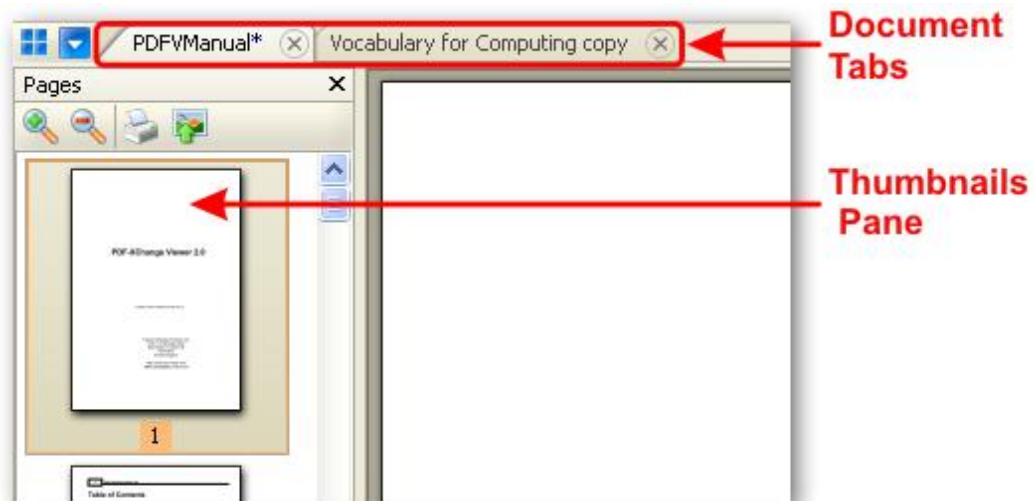 Document
Tabs
PDFVManual* Vocabulary for Computing copy
Pages
Thumbnails
Pane
PDF-XChange Viewer 2.0
1
Table of Contents